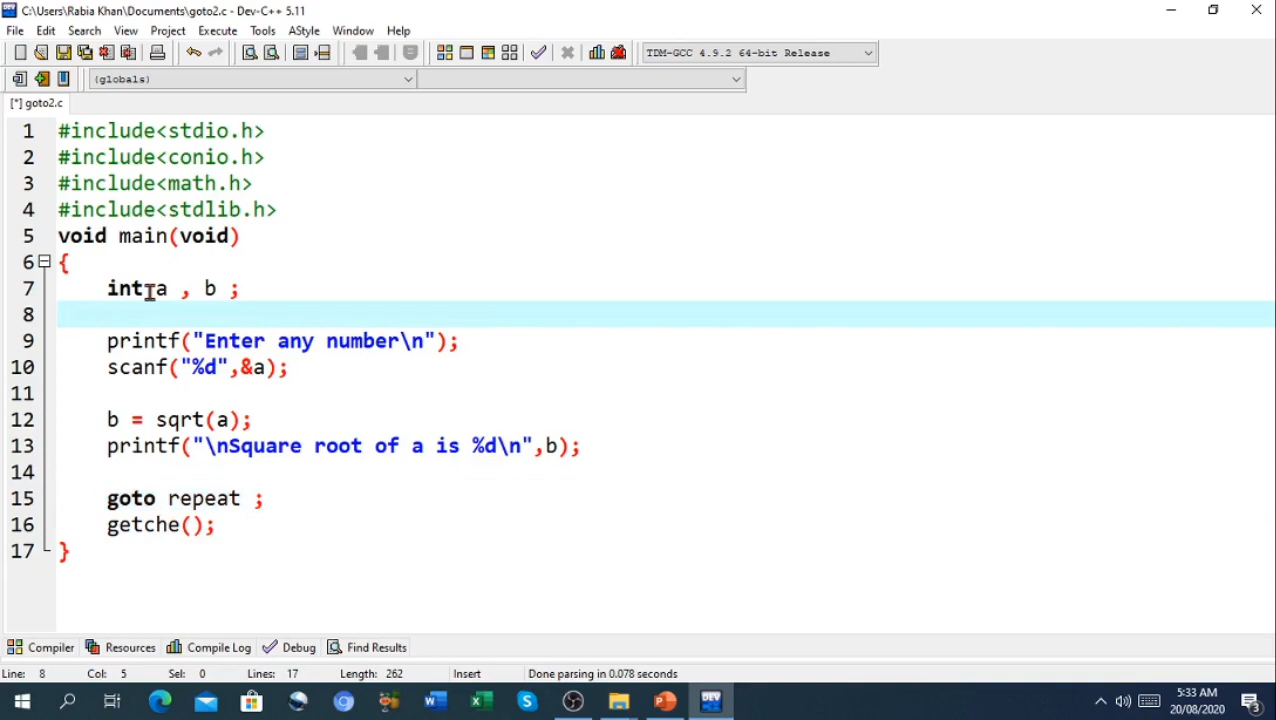 C:\Users\Rabia Khan\Documents\goto2.c - Dev-C++ 5.11
File Edit Search View Project Execute Tools AStyle Window Help
TDM-GCC 4.9.2 64-bit Release
(globals)
[*] goto2.c
1 #include<stdio.h>
2 #include<conio.h>
3 #include<math.h>
4 #include<stdlib.h>
5 void main(void)
6 {
7 int a , b ;
8
9 printf("Enter any number\n");
10 scanf("%d",&a);
11
12 b = sqrt(a);
13 printf("\nSquare root of a is %d\n",b);
14
15 goto repeat ;
16 getche();
17 }
Compiler Resources Compile Log Debug Find Results
Line: 8 Col: 5 Sel: 0 Lines: 17 Length: 262 Insert Done parsing in 0.078 seconds
DEV
5:33 AM
20/08/2020
3